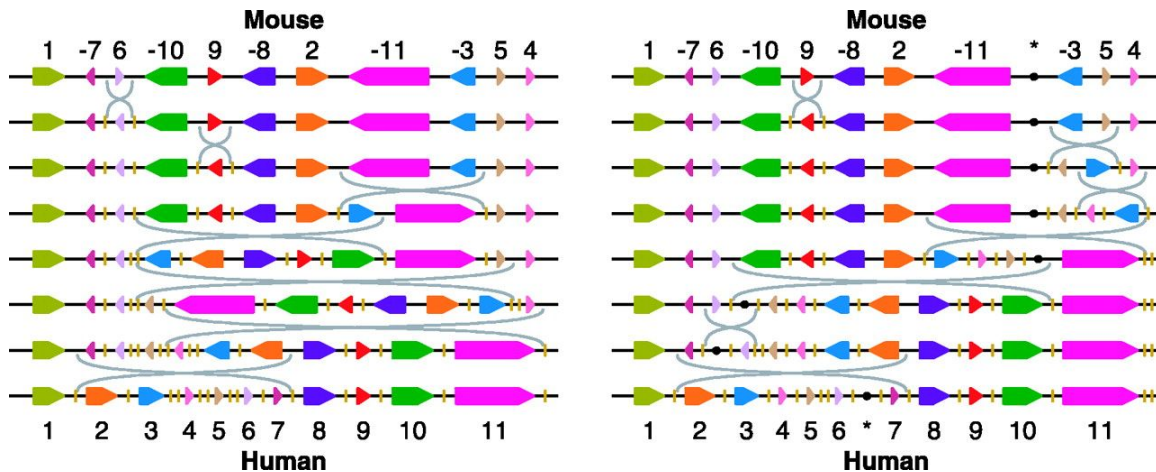 Mouse
1 -7 6 -10 9 -8 2 -11 -3 5 4
1 2 3 4 5 6 7 8 9 10 11
Human
Mouse
1 -7 6 -10 9 -8 2 -11 * -3 5 4
1 2 3 4 5 6 * 7 8 9 10 11
Human